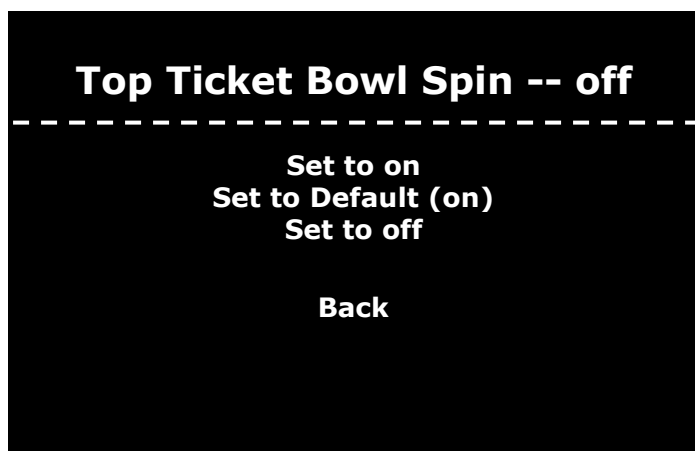 Top Ticket Bowl Spin -- off
Set to on
Set to Default (on)
Set to off
Back